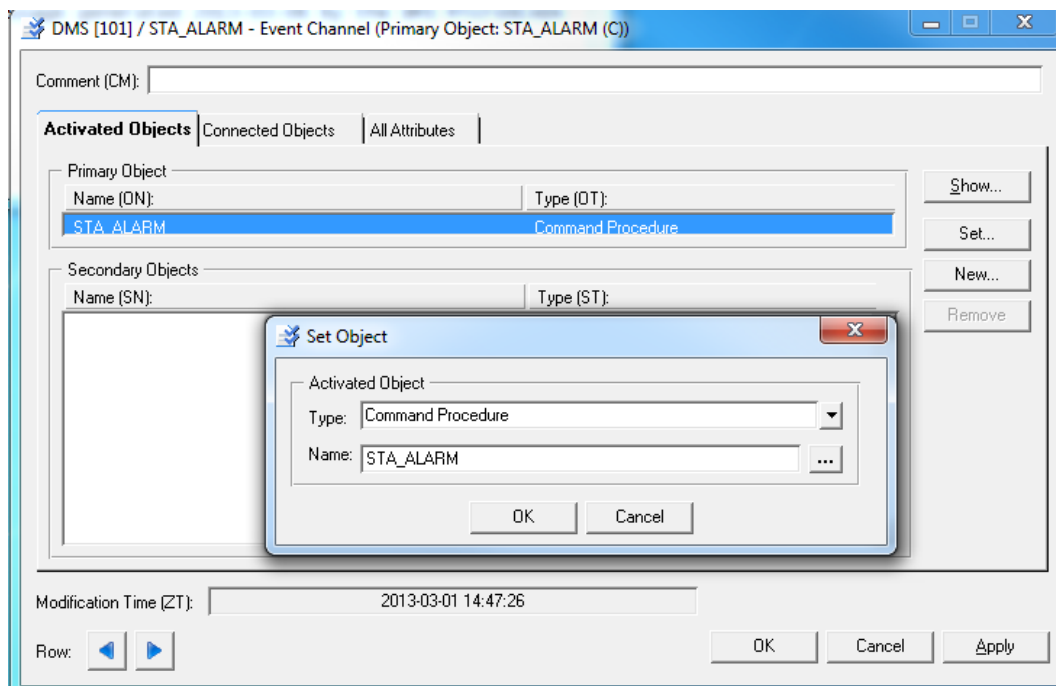 DMS [101] / STA_ALARM - Event Channel (Primary Object: STA_ALARM (C))
Comment (CM):
Activated Objects Connected Objects All Attributes
Primary Object
Name (ON): Type (OT):
STA_ALARM Command Procedure
Show...
Set...
New...
Remove
Secondary Objects
Name (SN): Type (ST):
Set Object
Activated Object
Type: Command Procedure
Name: STA_ALARM ...
OK Cancel
Modification Time (ZT): 2013-03-01 14:47:26
Row: OK Cancel Apply